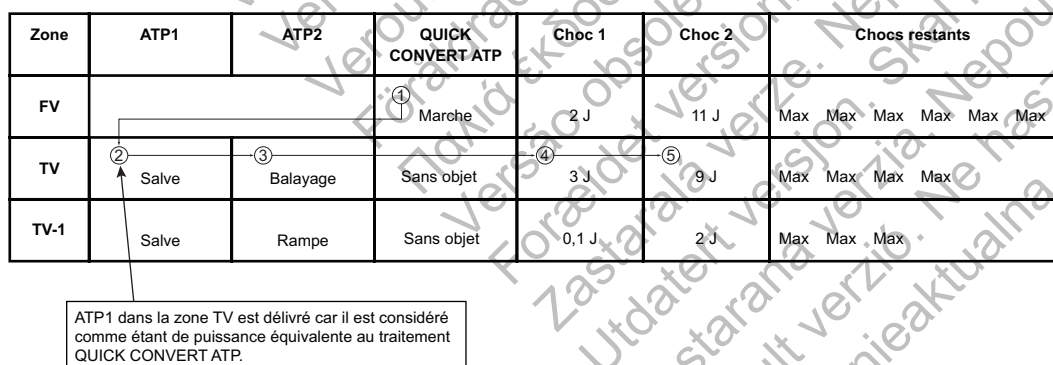 Zone ATP1 ATP2 QUICK CONVERT ATP Choc 1 Choc 2 Chocs restants
FV ① Marche 2 J 11 J Max Max Max Max Max Max
TV ② Salve ③ Balayage Sans objet ④ 3 J ⑤ 9 J Max Max Max Max
TV-1 Salve Rampe Sans objet 0,1 J 2 J Max Max Max
ATP1 dans la zone TV est délivré car il est considéré
comme étant de puissance équivalente au traitement
QUICK CONVERT ATP.